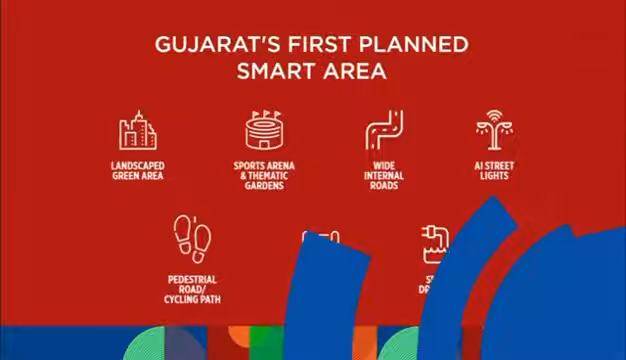 GUJARAT'S FIRST PLANNED
SMART AREA
LANDSCAPED
GREEN AREA
SPORTS ARENA
& THEMATIC
GARDENS
WIDE
INTERNAL
ROADS
AI STREET
LIGHTS
PEDESTRIAL
ROAD/
CYCLING PATH